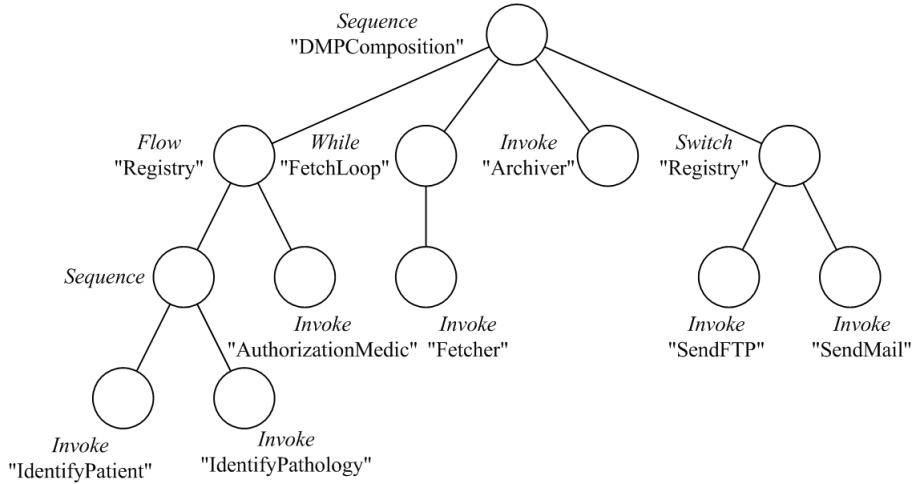 Sequence
"DMPComposition"
Flow
"Registry"
While
"FetchLoop"
Invoke
"Archiver"
Switch
"Registry"
Sequence
Invoke
"AuthorizationMedic"
Invoke
"Fetcher"
Invoke
"SendFTP"
Invoke
"SendMail"
Invoke
"IdentifyPatient"
Invoke
"IdentifyPathology"